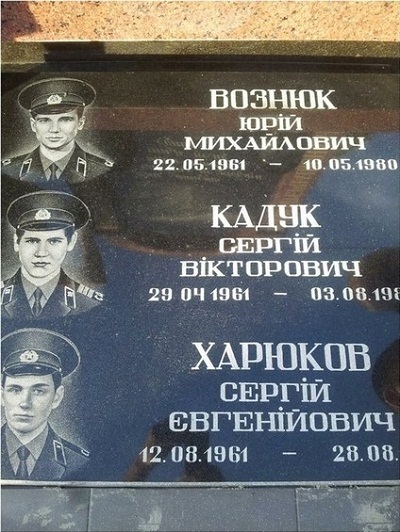 ВОЗНЮК
ЮРІЙ
МИХАЙЛОВИЧ
22.05.1961 – 10.05.1980
КАДУК
СЕРГІЙ
ВІКТОРОВИЧ
29 04 1961 – 03.08.198
ХАРЮКОВ
СЕРГІЙ
ЄВГЕНІЙОВИЧ
12.08.1961 – 28.08.